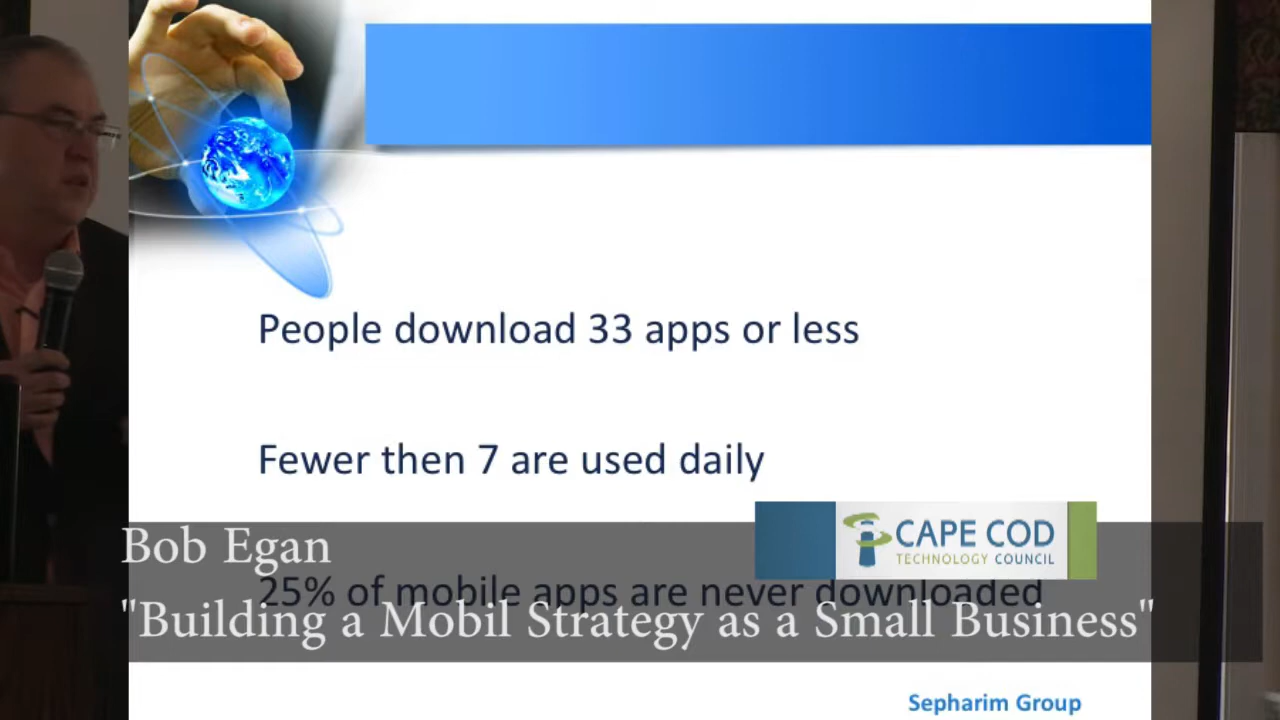 People download 33 apps or less
Fewer then 7 are used daily
CAPE COD
TECHNOLOGY COUNCIL
Bob Egan
25% of mobile apps are never downloaded
"Building a Mobil Strategy as a Small Business"
Sepharim Group